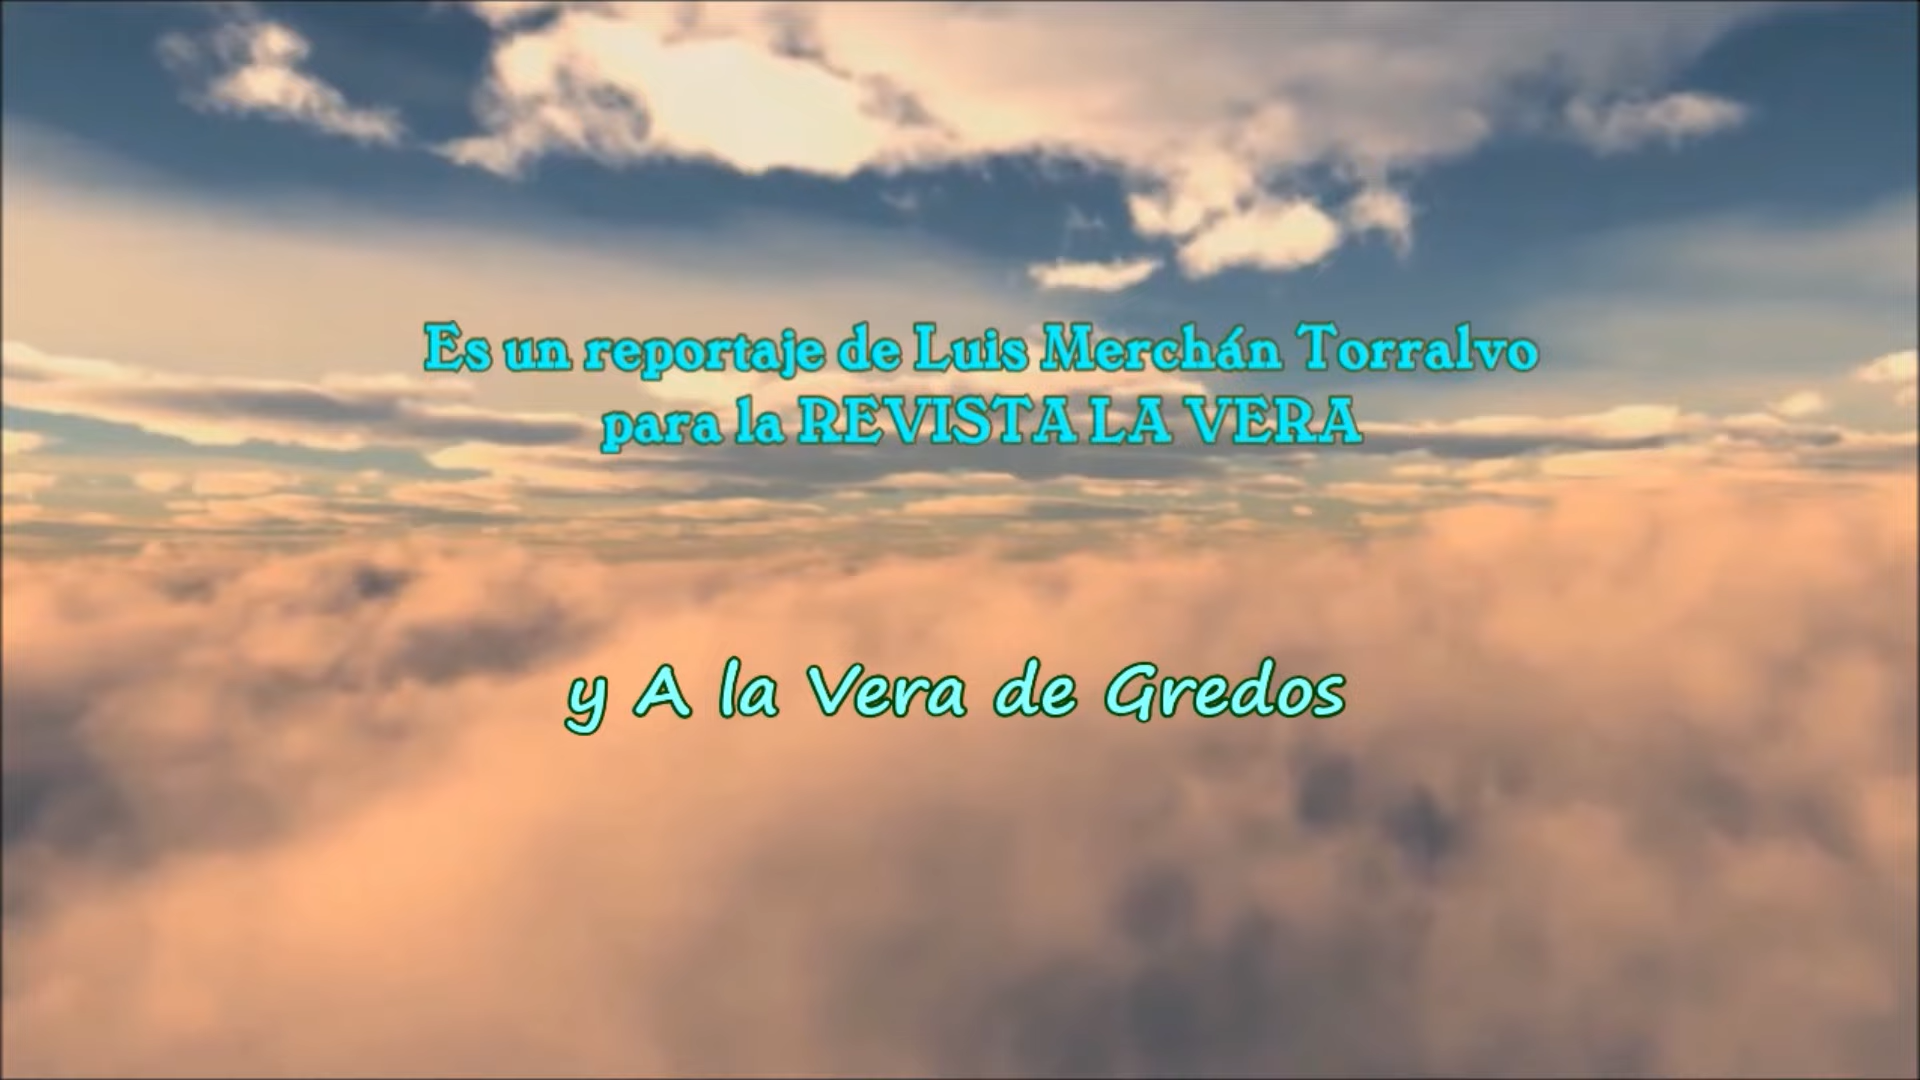 Es un reportaje de Luis Merchán Torralvo
para la REVISTA LA VERA
y A la Vera de Gredos